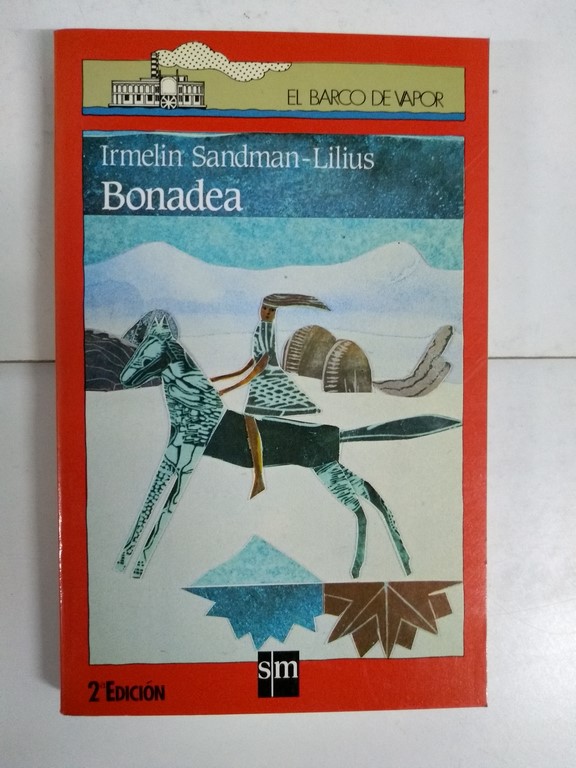 EL BARCO DE VAPOR
Irmelin Sandman-Lilius
Bonadea
sm
2ª EDICIÓN